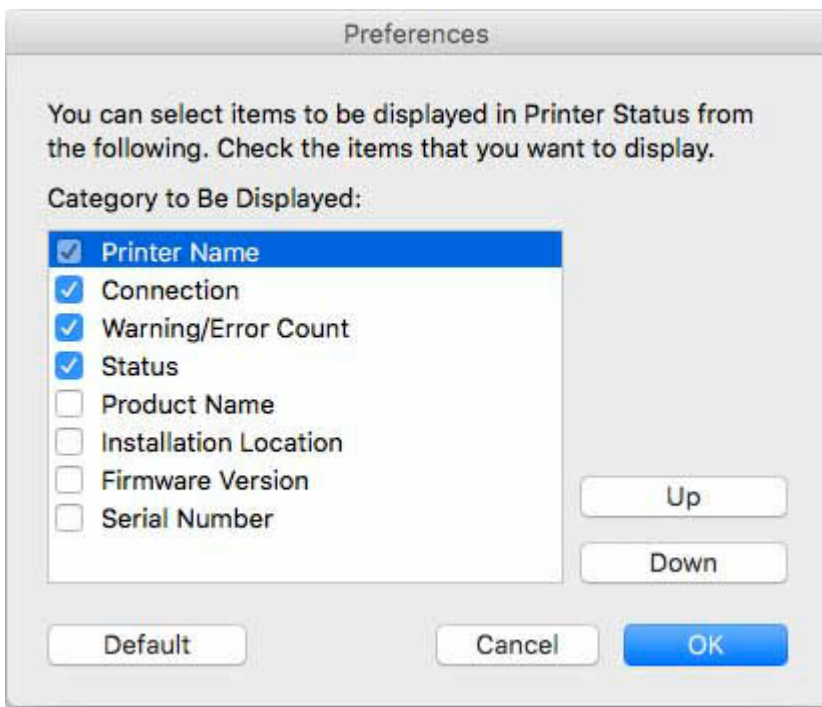 Preferences
You can select items to be displayed in Printer Status from
the following. Check the items that you want to display.
Category to Be Displayed:
Printer Name
Connection
Warning/Error Count
Status
Product Name
Installation Location
Firmware Version
Serial Number
Up
Down
Default
Cancel
OK